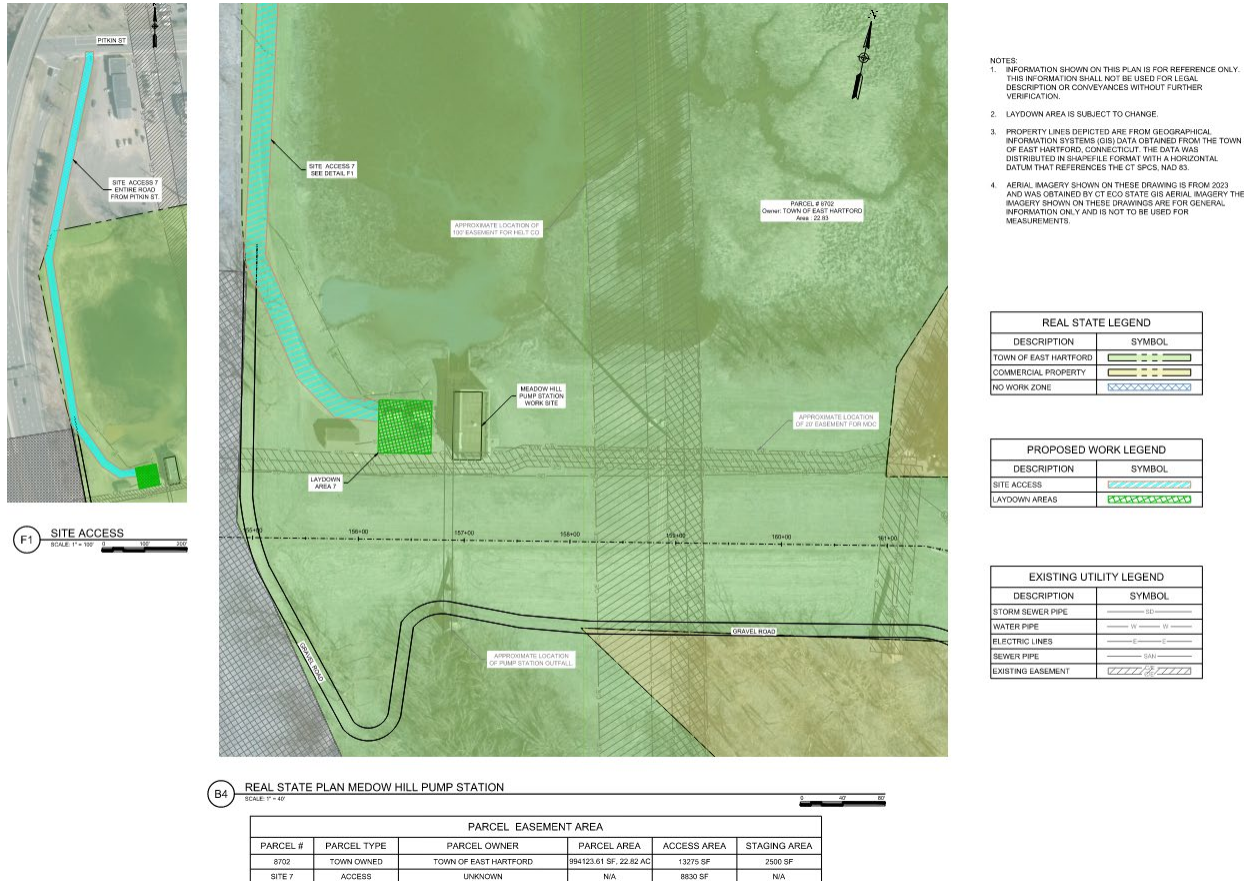 PITKIN ST
N
SITE ACCESS 7
ENTIRE ROAD
FROM PITKIN ST.
F1
SITE ACCESS
SCALE: 1" = 100'
0 100' 200'
N
SITE ACCESS 7
SEE DETAIL F1
APPROXIMATE LOCATION OF
100' EASEMENT FOR HELT CO.
PARCEL # 8702
Owner: TOWN OF EAST HARTFORD
Area : 22.83
MEADOW HILL
PUMP STATION
WORK SITE
APPROXIMATE LOCATION
OF 20' EASEMENT FOR MDC
LAYDOWN
AREA 7
156+00
157+00
158+00
159+00
160+00
161+00
GRAVEL ROAD
GRAVEL ROAD
APPROXIMATE LOCATION
OF PUMP STATION OUTFALL
B4
REAL STATE PLAN MEDOW HILL PUMP STATION
SCALE: 1" = 40'
0 40' 80'
PARCEL EASEMENT AREA
PARCEL # PARCEL TYPE PARCEL OWNER PARCEL AREA ACCESS AREA STAGING AREA
8702 TOWN OWNED TOWN OF EAST HARTFORD 994123.61 SF, 22.82 AC 13275 SF 2500 SF
SITE 7 ACCESS UNKNOWN N/A 8830 SF N/A
NOTES:
1. INFORMATION SHOWN ON THIS PLAN IS FOR REFERENCE ONLY.
THIS INFORMATION SHALL NOT BE USED FOR LEGAL
DESCRIPTION OR CONVEYANCES WITHOUT FURTHER
VERIFICATION.
2. LAYDOWN AREA IS SUBJECT TO CHANGE.
3. PROPERTY LINES DEPICTED ARE FROM GEOGRAPHICAL
INFORMATION SYSTEMS (GIS) DATA OBTAINED FROM THE TOWN
OF EAST HARTFORD, CONNECTICUT. THE DATA WAS
DISTRIBUTED IN SHAPEFILE FORMAT WITH A HORIZONTAL
DATUM THAT REFERENCES THE CT SPCS, NAD 83.
4. AERIAL IMAGERY SHOWN ON THESE DRAWING IS FROM 2023
AND WAS OBTAINED BY CT ECO STATE GIS AERIAL IMAGERY THE
IMAGERY SHOWN ON THESE DRAWINGS ARE FOR GENERAL
INFORMATION ONLY AND IS NOT TO BE USED FOR
MEASUREMENTS.
REAL STATE LEGEND
DESCRIPTION SYMBOL
TOWN OF EAST HARTFORD
COMMERCIAL PROPERTY
NO WORK ZONE
PROPOSED WORK LEGEND
DESCRIPTION SYMBOL
SITE ACCESS
LAYDOWN AREAS
EXISTING UTILITY LEGEND
DESCRIPTION SYMBOL
STORM SEWER PIPE SD
WATER PIPE W W
ELECTRIC LINES E E
SEWER PIPE SAN
EXISTING EASEMENT